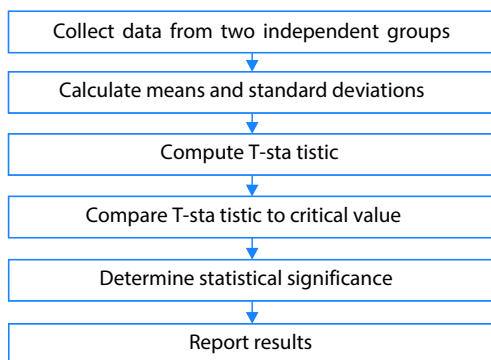 Collect data from two independent groups
Calculate means and standard deviations
Compute T-sta tistic
Compare T-sta tistic to critical value
Determine statistical significance
Report results